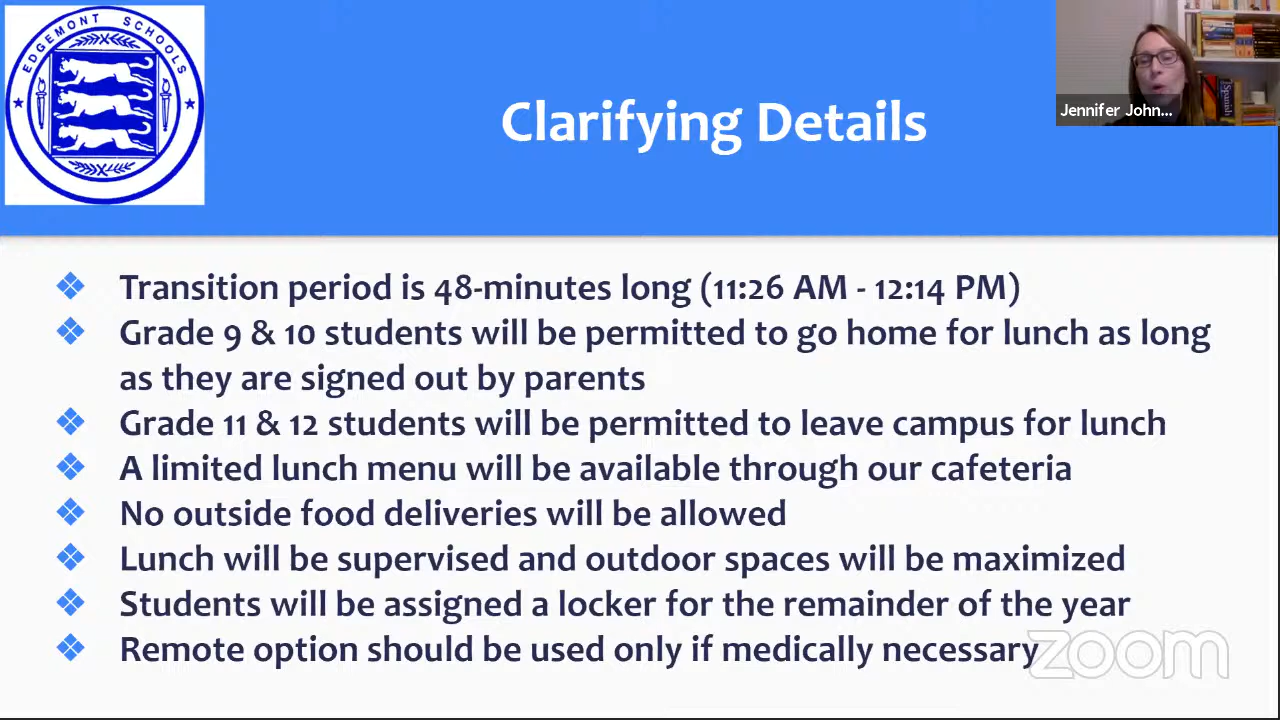 EDGEMONT SCHOOLS
Clarifying Details
Jennifer John...
Spanish
Transition period is 48-minutes long (11:26 AM - 12:14 PM)
Grade 9 & 10 students will be permitted to go home for lunch as long
as they are signed out by parents
Grade 11 & 12 students will be permitted to leave campus for lunch
A limited lunch menu will be available through our cafeteria
No outside food deliveries will be allowed
Lunch will be supervised and outdoor spaces will be maximized
Students will be assigned a locker for the remainder of the year
Remote option should be used only if medically necessary
zoom